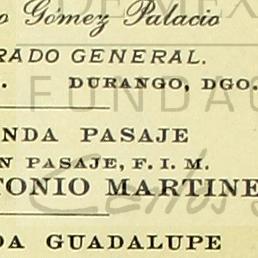 o Gómez Palacio
RADO GENERAL.
. DURANGO, DGO.
NDA PASAJE
N PASAJE, F. I. M.
TONIO MARTINE
DA GUADALUPE